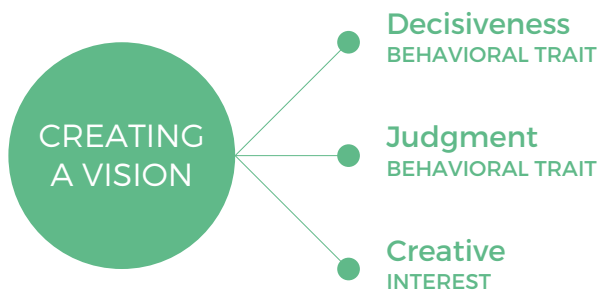 CREATING
A VISION
Decisiveness
BEHAVIORAL TRAIT
Judgment
BEHAVIORAL TRAIT
Creative
INTEREST